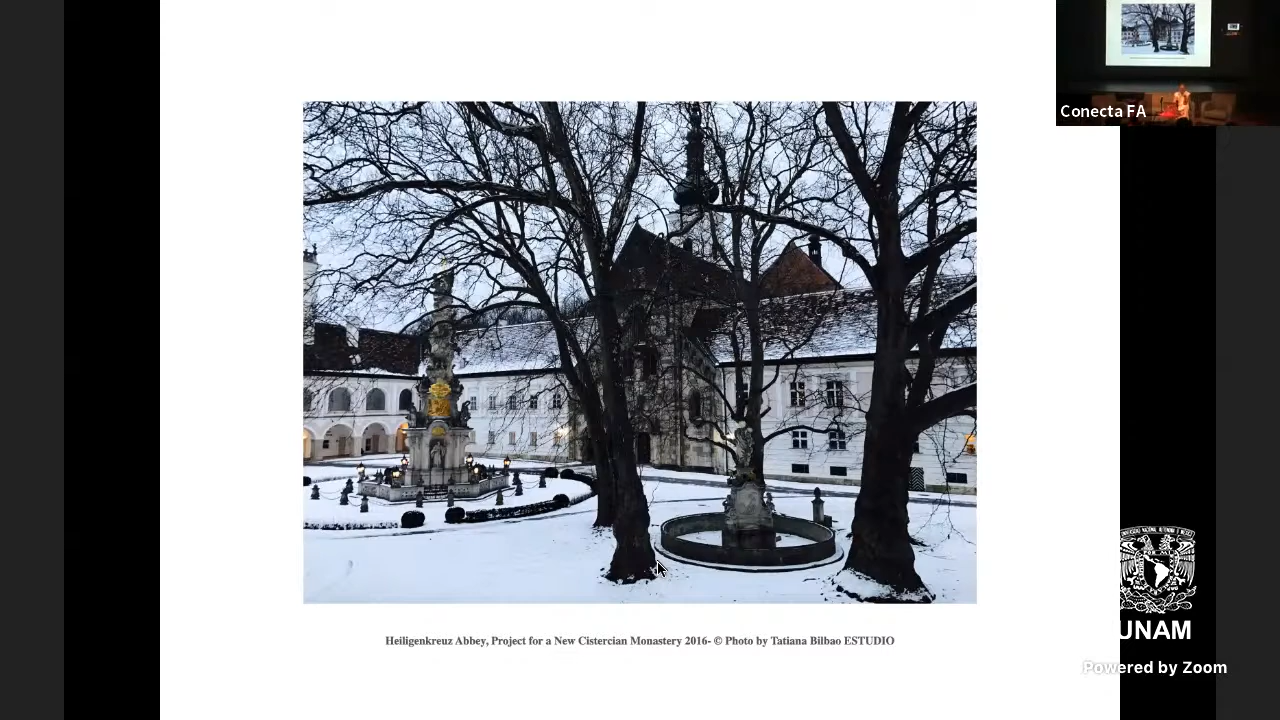 Conecta FA
Heiligenkreuz Abbey, Project for a New Cistercian Monastery 2016- © Photo by Tatiana Bilbao ESTUDIO
UNAM
Powered by Zoom